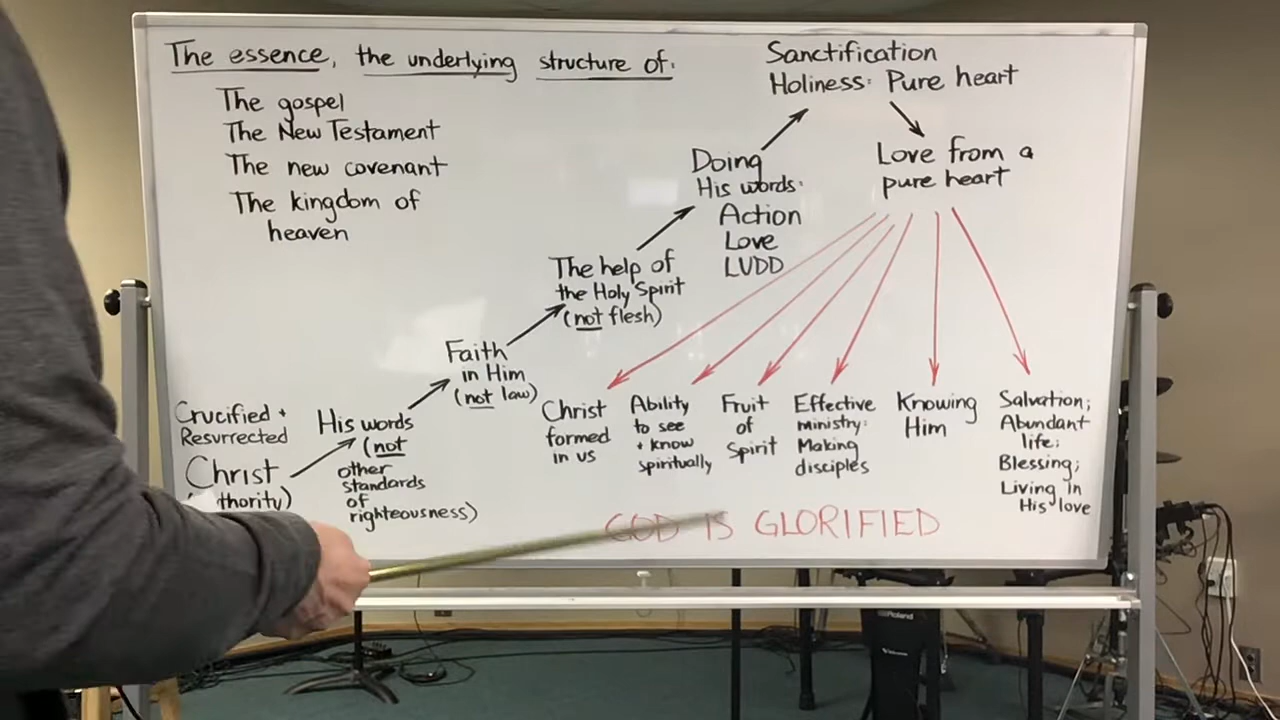 The essence, the underlying structure of:
The gospel
The New Testament
The new covenant
The kingdom of
heaven
Crucified +
Resurrected
Christ
His words
(not
other
standards
of
righteousness)
Faith
in Him
(not law)
The help of
the Holy Spirit
(not flesh)
Doing
His words:
Action
Love
LUDD
Sanctification
Holiness: Pure heart
Love from a
pure heart
Christ
formed
in us
Ability
to see
+ know
spiritually
Fruit
of
Spirit
Effective
ministry:
Making
disciples
Knowing
Him
Salvation;
Abundant
life;
Blessing;
Living in
His love
GOD IS GLORIFIED
Roland